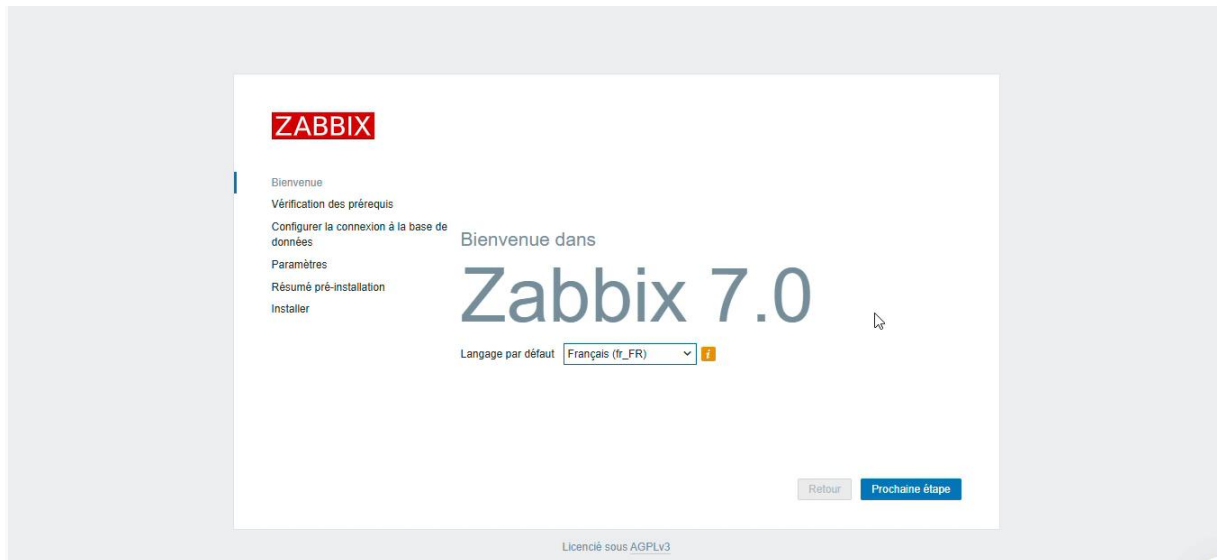 ZABBIX
Bienvenue
Vérification des prérequis
Configurer la connexion à la base de
données
Paramètres
Résumé pré-installation
Installer
Bienvenue dans
Zabbix 7.0
Langage par défaut Français (fr_FR) i
Retour Prochaine étape
Licencié sous AGPLv3